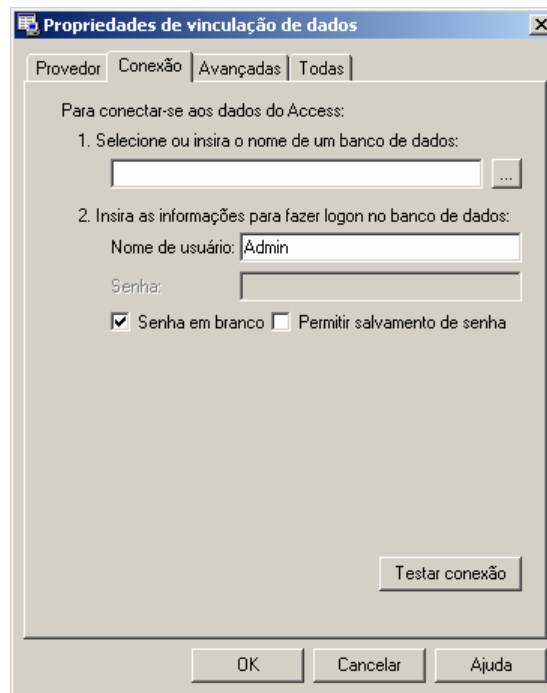 Propriedades de vinculação de dados
Provedor Conexão Avançadas Todas
Para conectar-se aos dados do Access:
1. Selecione ou insira o nome de um banco de dados:
...
2. Insira as informações para fazer logon no banco de dados:
Nome de usuário: Admin
Senha:
Senha em branco Permitir salvamento de senha
Testar conexão
OK Cancelar Ajuda